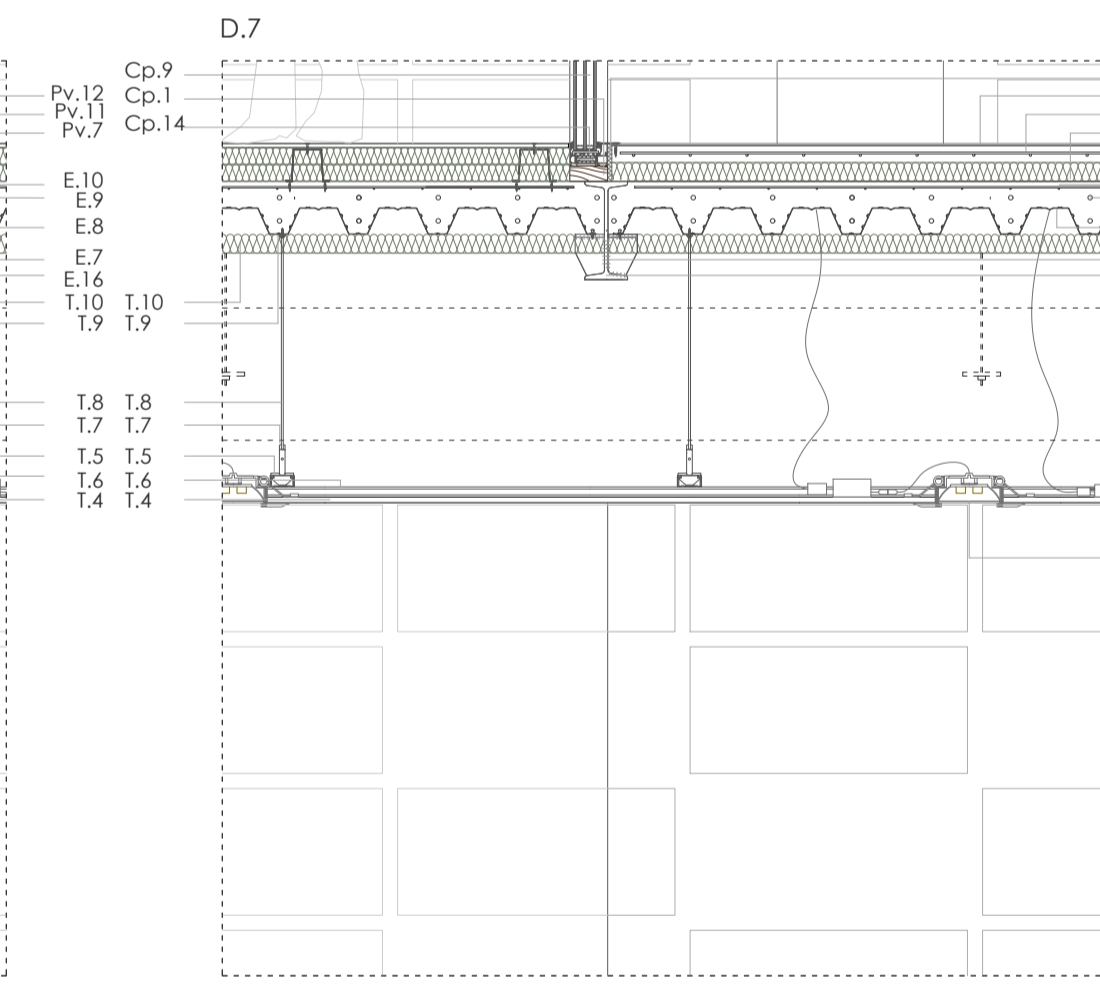 D.7
Cp.9
Pv.12 Cp.1
Pv.11
Pv.7 Cp.14
E.10
E.9
E.8
E.7
E.16
T.10 T.10
T.9 T.9
T.8 T.8
T.7 T.7
T.5 T.5
T.6 T.6
T.4 T.4